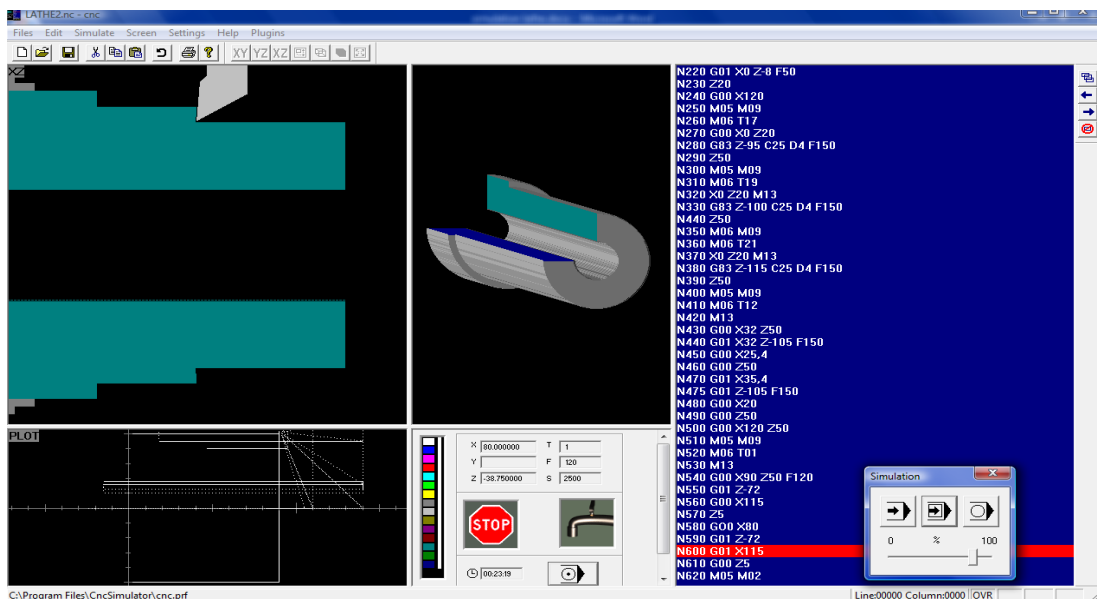 LATHE2.nc - cnc
Files Edit Simulate Screen Settings Help Plugins
XY YZ XZ
XZ
N220 G01 X0 Z-8 F50
N230 Z20
N240 G00 X120
N250 M05 M09
N260 M06 T17
N270 G00 X0 Z20
N280 G83 Z-95 C25 D4 F150
N290 Z50
N300 M05 M09
N310 M06 T19
N320 X0 Z20 M13
N330 G83 Z-100 C25 D4 F150
N440 Z50
N350 M06 M09
N360 M06 T21
N370 X0 Z20 M13
N380 G83 Z-115 C25 D4 F150
N390 Z50
N400 M05 M09
N410 M06 T12
N420 M13
N430 G00 X32 Z50
N440 G01 X32 Z-105 F150
N450 G00 X25,4
N460 G00 Z50
N470 G01 X35,4
N475 G01 Z-105 F150
N480 G00 X20
N490 G00 Z50
N500 G00 X120 Z50
N510 M05 M09
N520 M06 T01
N530 M13
N540 G00 X90 Z50 F120
N550 G01 Z-72
N560 G00 X115
N570 Z5
N580 GO0 X80
N590 G01 Z-72
N600 G01 X115
N610 G00 Z5
N620 M05 M02
PLOT
X 80.000000 T 1
Y F 120
Z -38.750000 S 2500
STOP
00:23:19
Simulation
0 % 100
C:\Program Files\CncSimulator\cnc.prf
Line:00000 Column:0000 OVR